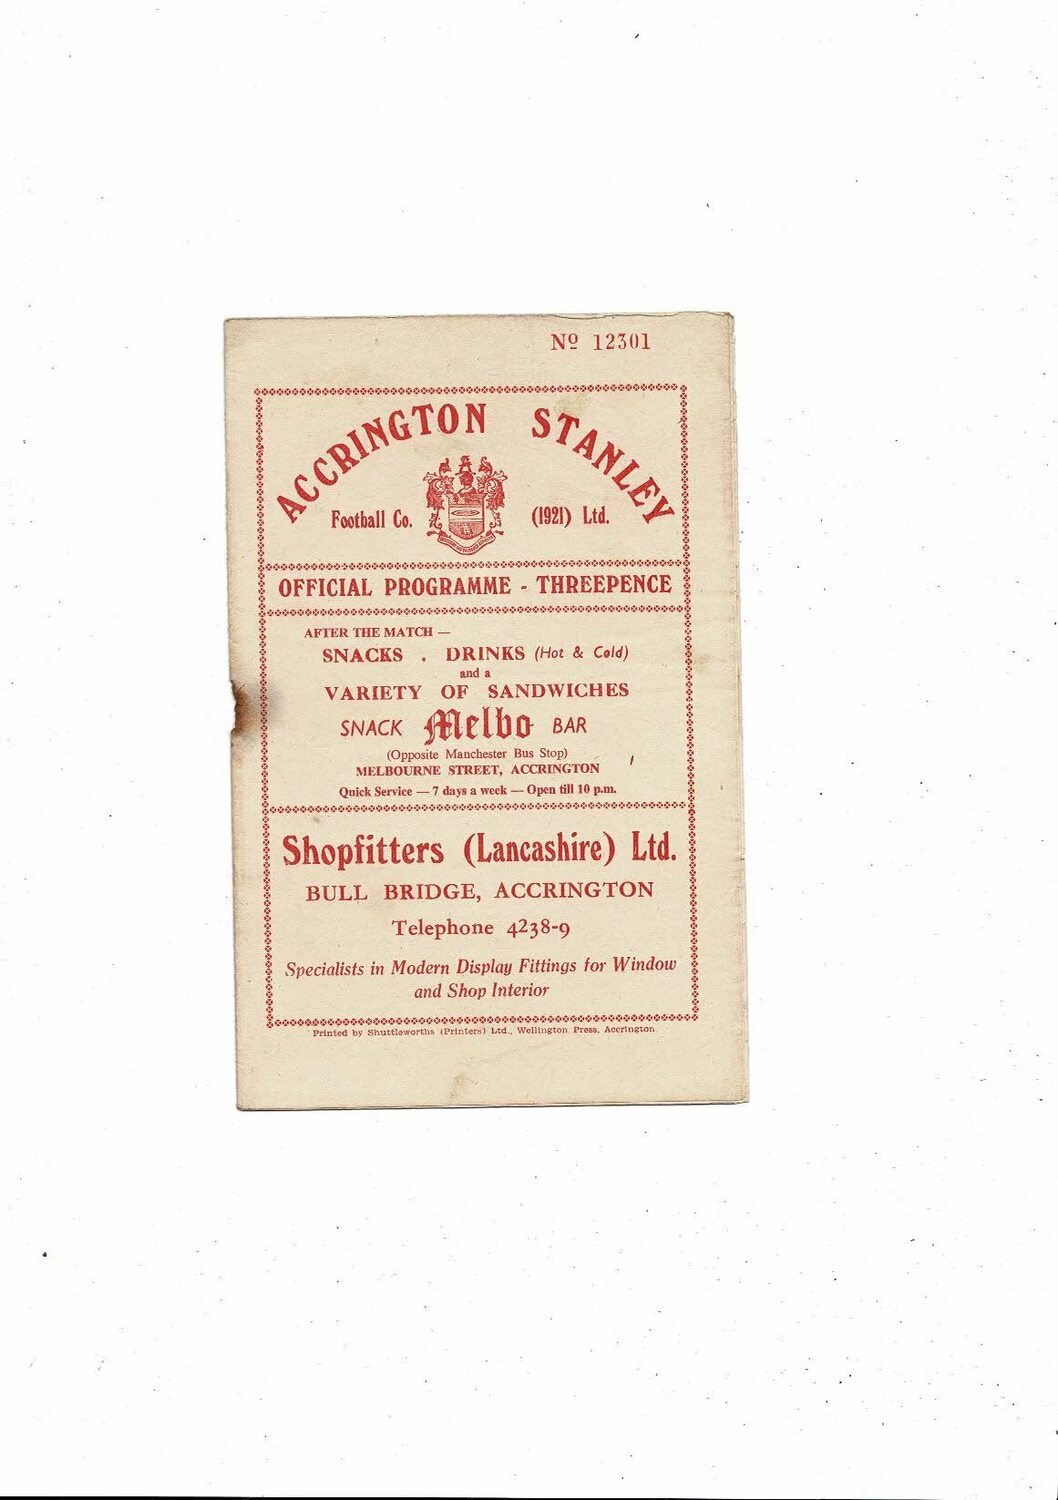 Nº 12301
ACCRINGTON STANLEY
Football Co. (1921) Ltd.
OFFICIAL PROGRAMME - THREEPENCE
AFTER THE MATCH —
SNACKS . DRINKS (Hot & Cold)
and a
VARIETY OF SANDWICHES
SNACK Melbo BAR
(Opposite Manchester Bus Stop)
MELBOURNE STREET, ACCRINGTON
Quick Service — 7 days a week — Open till 10 p.m.
Shopfitters (Lancashire) Ltd.
BULL BRIDGE, ACCRINGTON
Telephone 4238-9
Specialists in Modern Display Fittings for Window
and Shop Interior
Printed by Shuttleworths (Printers) Ltd., Wellington Press, Accrington